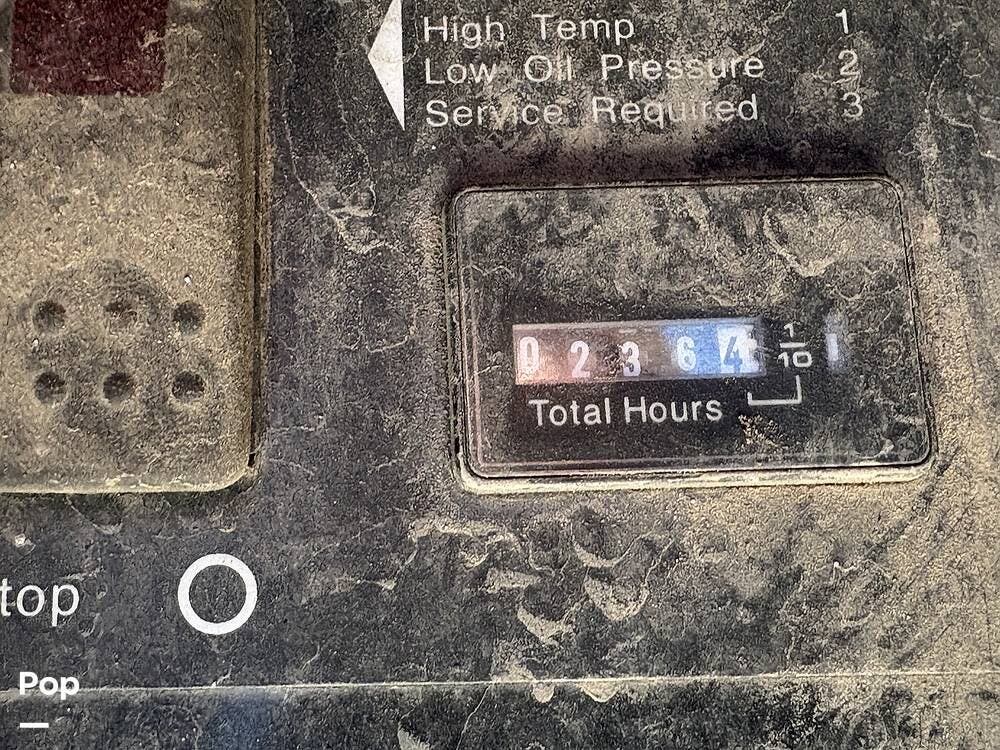 High Temp 1
Low Oil Pressure 2
Service Required 3
0 2 3 6 4 1/10
Total Hours
top
Pop